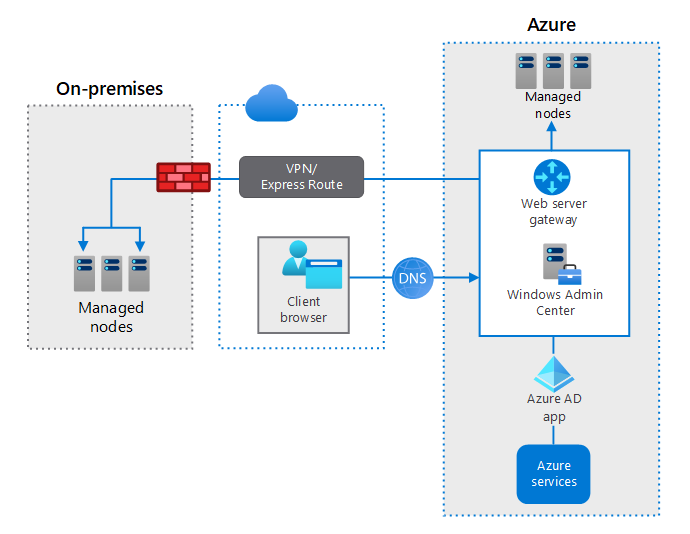 Azure
On-premises
Managed
nodes
VPN/
Express Route
Web server
gateway
DNS
Client
browser
Windows Admin
Center
Managed
nodes
Azure AD
app
Azure
services